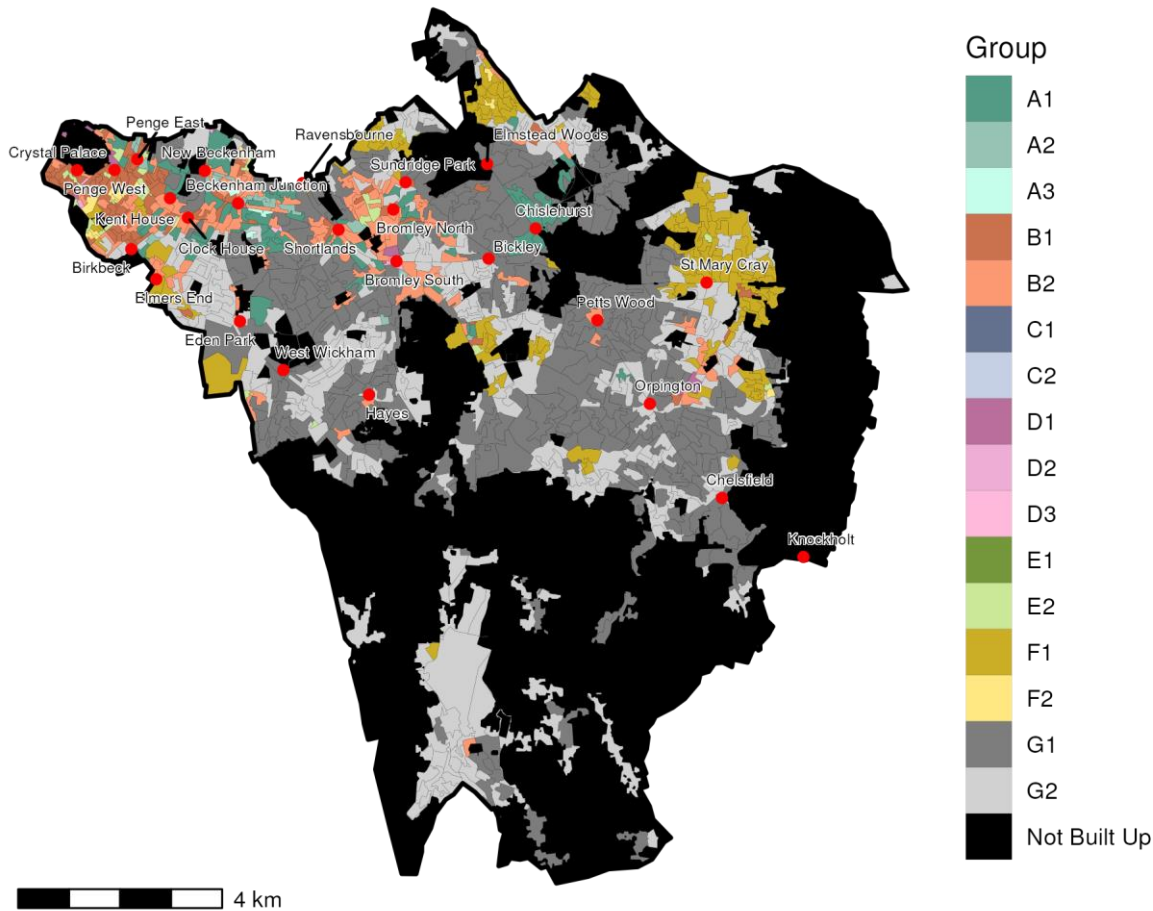 Penge East
Ravensbourne
Elmstead Woods
Crystal Palace
New Beckenham
Sundridge Park
Penge West
Beckenham Junction
Kent House
Chislehurst
Clock House
Shortlands
Bromley North
Birkbeck
Bickley
Bromley South
St Mary Cray
Elmers End
Petts Wood
Eden Park
West Wickham
Orpington
Hayes
Chelsfield
Knockholt
4 km
Group
A1
A2
A3
B1
B2
C1
C2
D1
D2
D3
E1
E2
F1
F2
G1
G2
Not Built Up